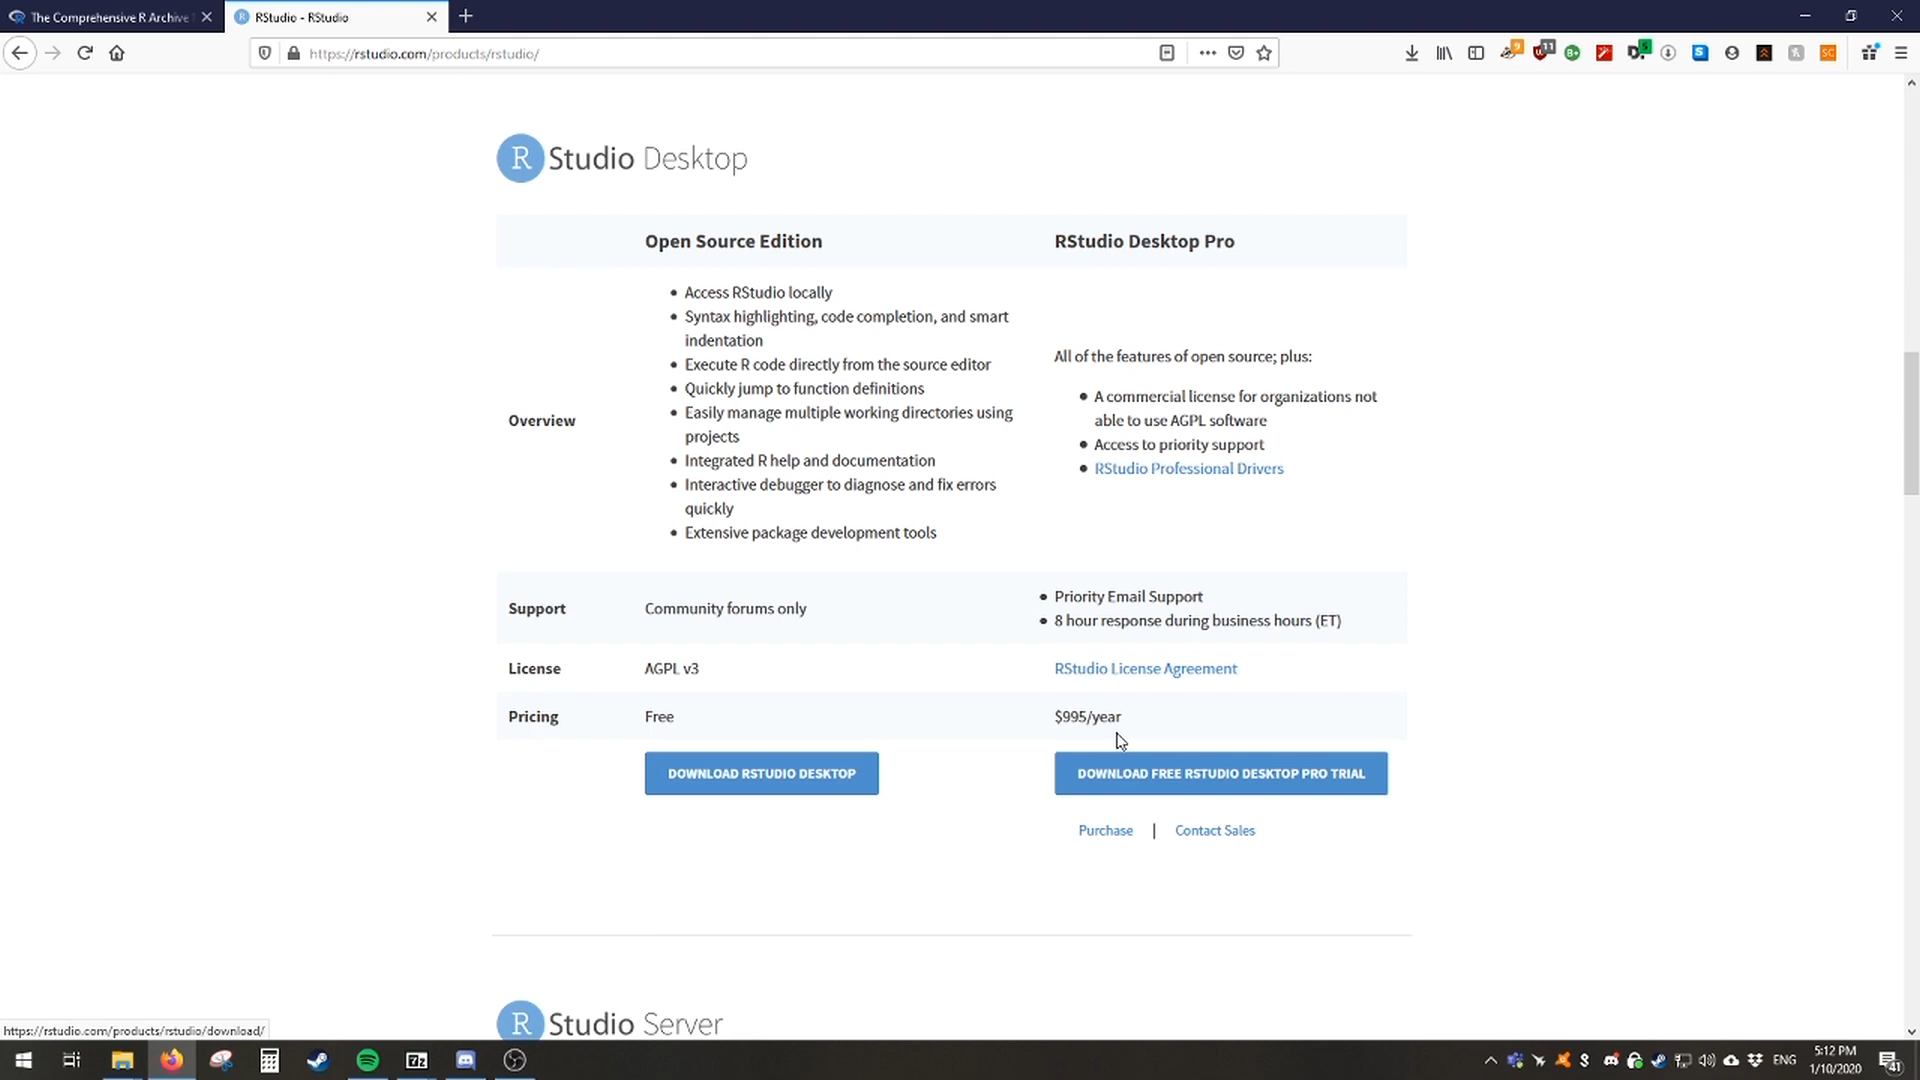 The Comprehensive R Archive
RStudio - RStudio
https://rstudio.com/products/rstudio/
9
11
5
R Studio Desktop
Open Source Edition
RStudio Desktop Pro
Overview
• Access RStudio locally
• Syntax highlighting, code completion, and smart
indentation
• Execute R code directly from the source editor
• Quickly jump to function definitions
• Easily manage multiple working directories using
projects
• Integrated R help and documentation
• Interactive debugger to diagnose and fix errors
quickly
• Extensive package development tools
All of the features of open source; plus:
• A commercial license for organizations not
able to use AGPL software
• Access to priority support
• RStudio Professional Drivers
Support
Community forums only
• Priority Email Support
• 8 hour response during business hours (ET)
License
AGPL v3
RStudio License Agreement
Pricing
Free
$995/year
DOWNLOAD RSTUDIO DESKTOP
DOWNLOAD FREE RSTUDIO DESKTOP PRO TRIAL
Purchase | Contact Sales
R Studio Server
https://rstudio.com/products/rstudio/download/
7z
ENG
5:12 PM
1/10/2020
41